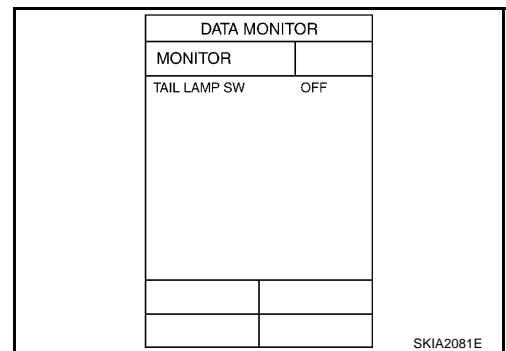 DATA MONITOR
MONITOR
TAIL LAMP SW OFF
SKIA2081E